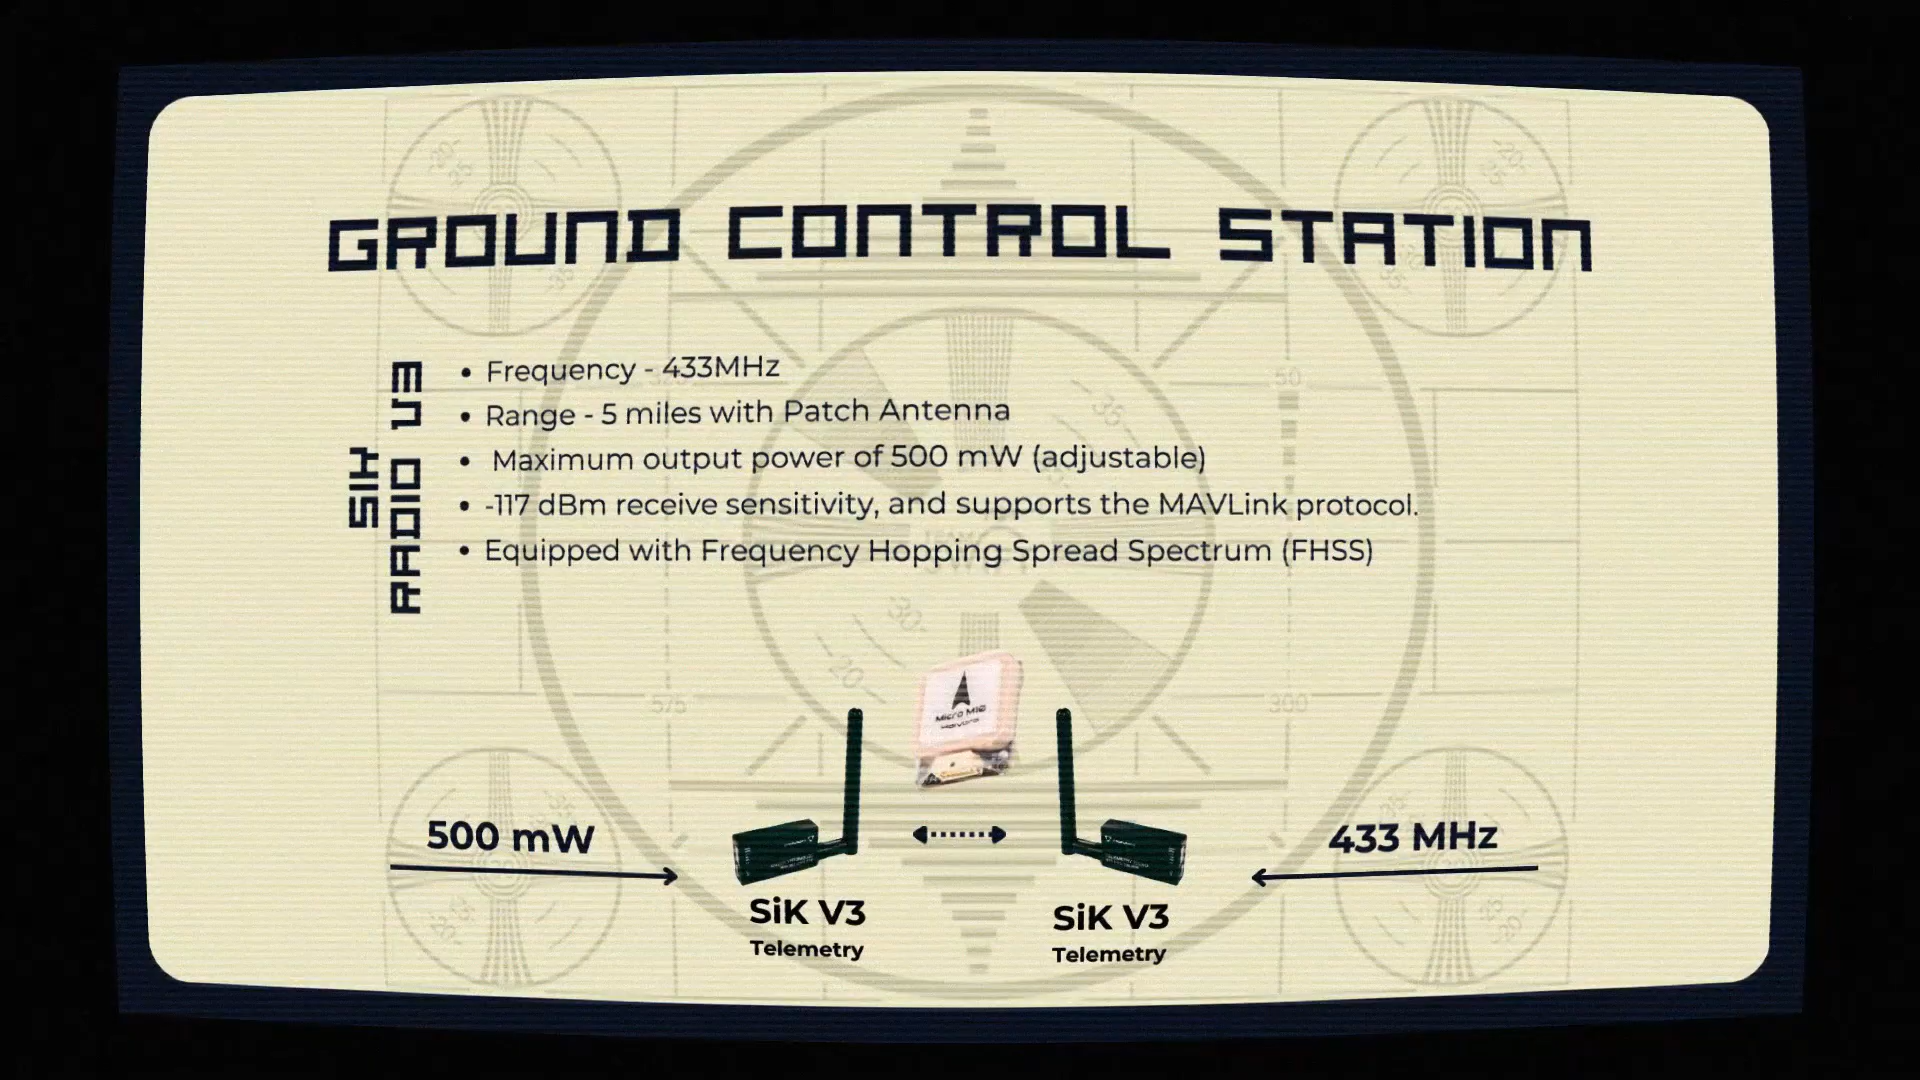 GROUND CONTROL STATION
SIK
RADIO V3
• Frequency - 433MHz
• Range - 5 miles with Patch Antenna
• Maximum output power of 500 mW (adjustable)
• -117 dBm receive sensitivity, and supports the MAVLink protocol.
• Equipped with Frequency Hopping Spread Spectrum (FHSS)
Micro M10
500 mW
433 MHz
SiK V3
Telemetry
SiK V3
Telemetry